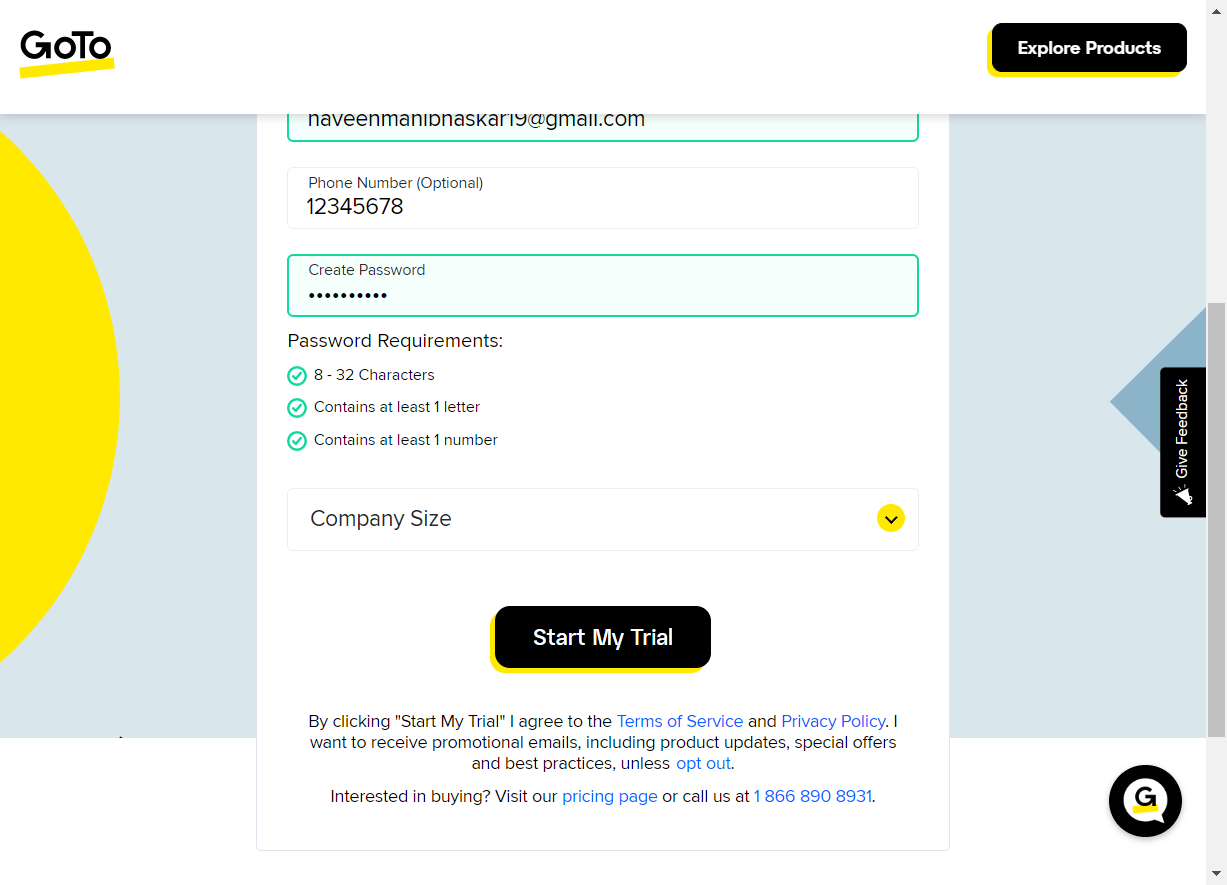 GoTo
Explore Products
naveenmanibhaskar19@gmail.com
Phone Number (Optional)
12345678
Create Password
••••••••••
Password Requirements:
8 - 32 Characters
Contains at least 1 letter
Contains at least 1 number
Give Feedback
Company Size
Start My Trial
By clicking "Start My Trial" I agree to the Terms of Service and Privacy Policy. I
want to receive promotional emails, including product updates, special offers
and best practices, unless opt out.
Interested in buying? Visit our pricing page or call us at 1 866 890 8931.
G